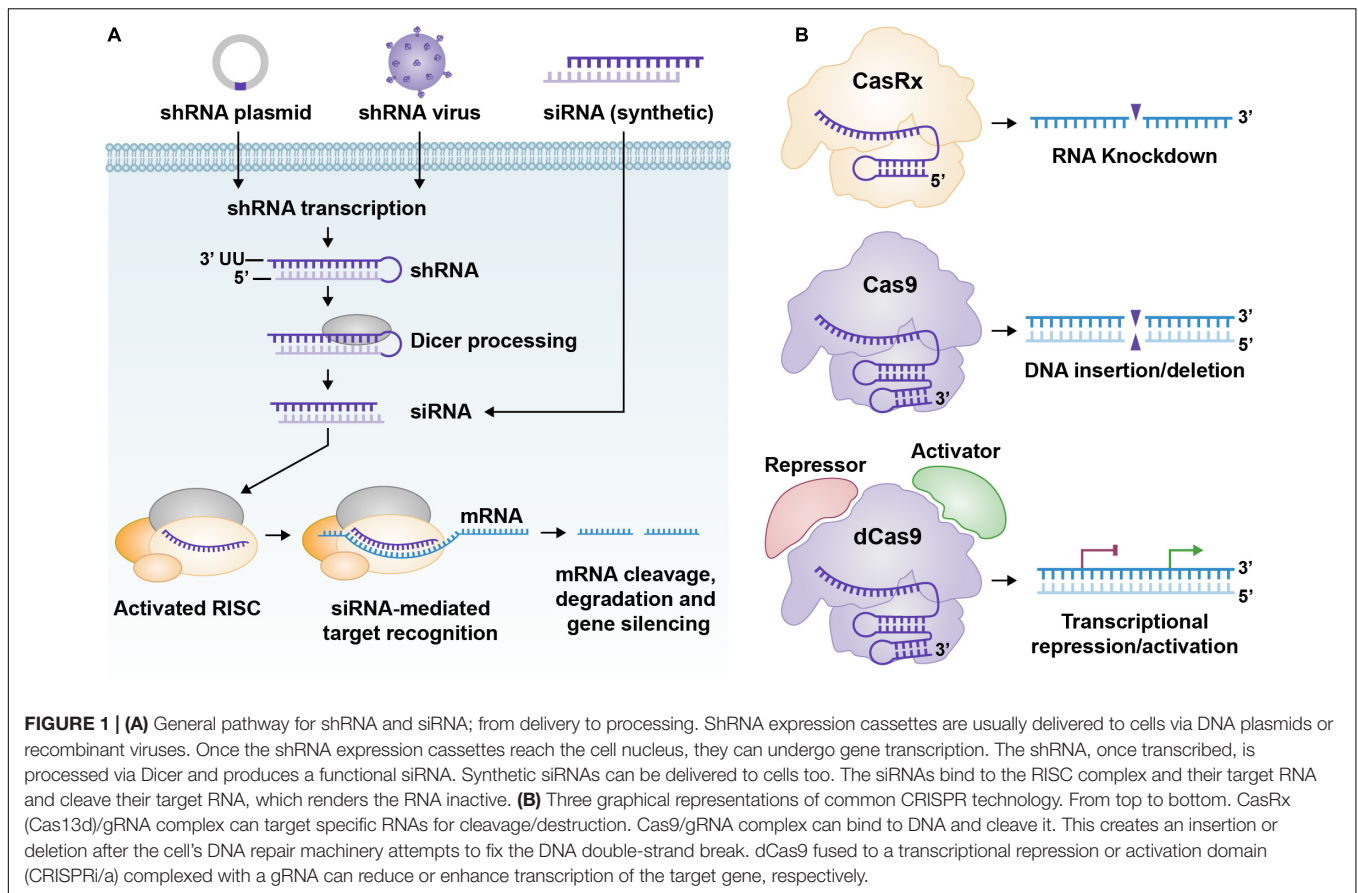 A
shRNA plasmid
shRNA virus
siRNA (synthetic)
shRNA transcription
3’ UU
5’
shRNA
Dicer processing
siRNA
mRNA
Activated RISC
siRNA-mediated
target recognition
mRNA cleavage,
degradation and
gene silencing
B
CasRx
5’
3’
RNA Knockdown
Cas9
3’
3’
5’
DNA insertion/deletion
Repressor
Activator
dCas9
3’
3’
5’
Transcriptional
repression/activation
FIGURE 1 | (A) General pathway for shRNA and siRNA; from delivery to processing. ShRNA expression cassettes are usually delivered to cells via DNA plasmids or
recombinant viruses. Once the shRNA expression cassettes reach the cell nucleus, they can undergo gene transcription. The shRNA, once transcribed, is
processed via Dicer and produces a functional siRNA. Synthetic siRNAs can be delivered to cells too. The siRNAs bind to the RISC complex and their target RNA
and cleave their target RNA, which renders the RNA inactive. (B) Three graphical representations of common CRISPR technology. From top to bottom. CasRx
(Cas13d)/gRNA complex can target specific RNAs for cleavage/destruction. Cas9/gRNA complex can bind to DNA and cleave it. This creates an insertion or
deletion after the cell’s DNA repair machinery attempts to fix the DNA double-strand break. dCas9 fused to a transcriptional repression or activation domain
(CRISPRi/a) complexed with a gRNA can reduce or enhance transcription of the target gene, respectively.